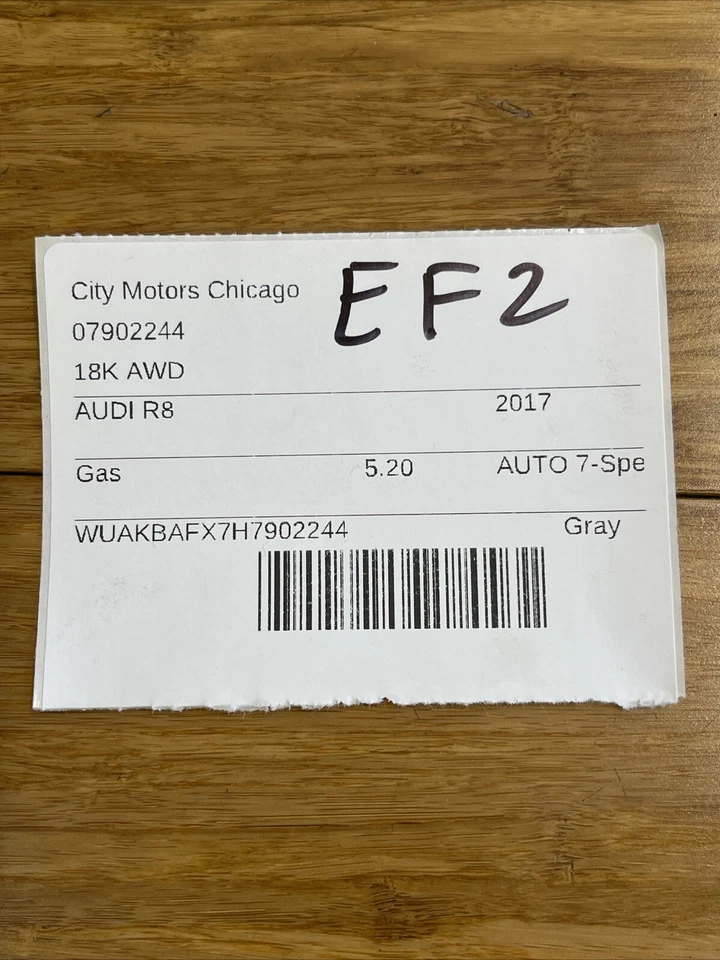 City Motors Chicago
EF2
07902244
18K AWD
AUDI R8 2017
Gas 5.20 AUTO 7-Spe
WUAKBAFX7H7902244 Gray